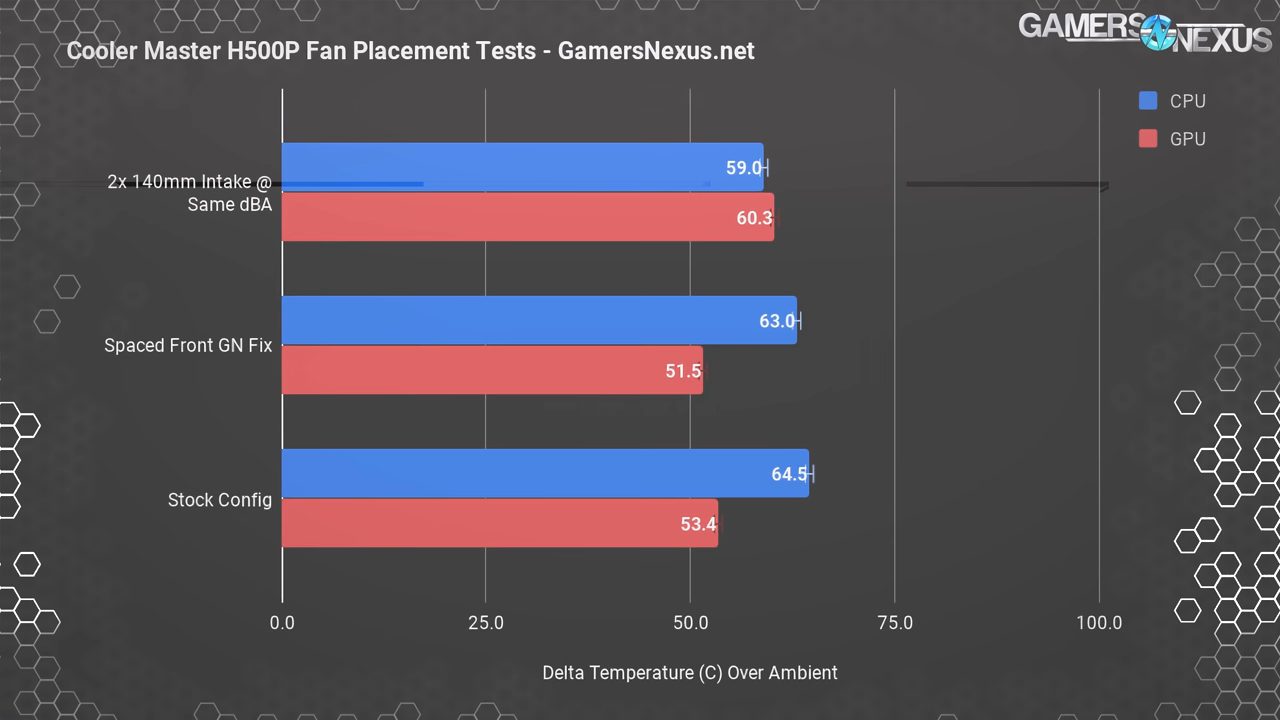 Cooler Master H500P Fan Placement Tests - GamersNexus.net
GAMERS NEXUS
CPU
GPU
2x 140mm Intake @
Same dBA
59.0
60.3
Spaced Front GN Fix
63.0
51.5
Stock Config
64.5
53.4
0.0 25.0 50.0 75.0 100.0
Delta Temperature (C) Over Ambient